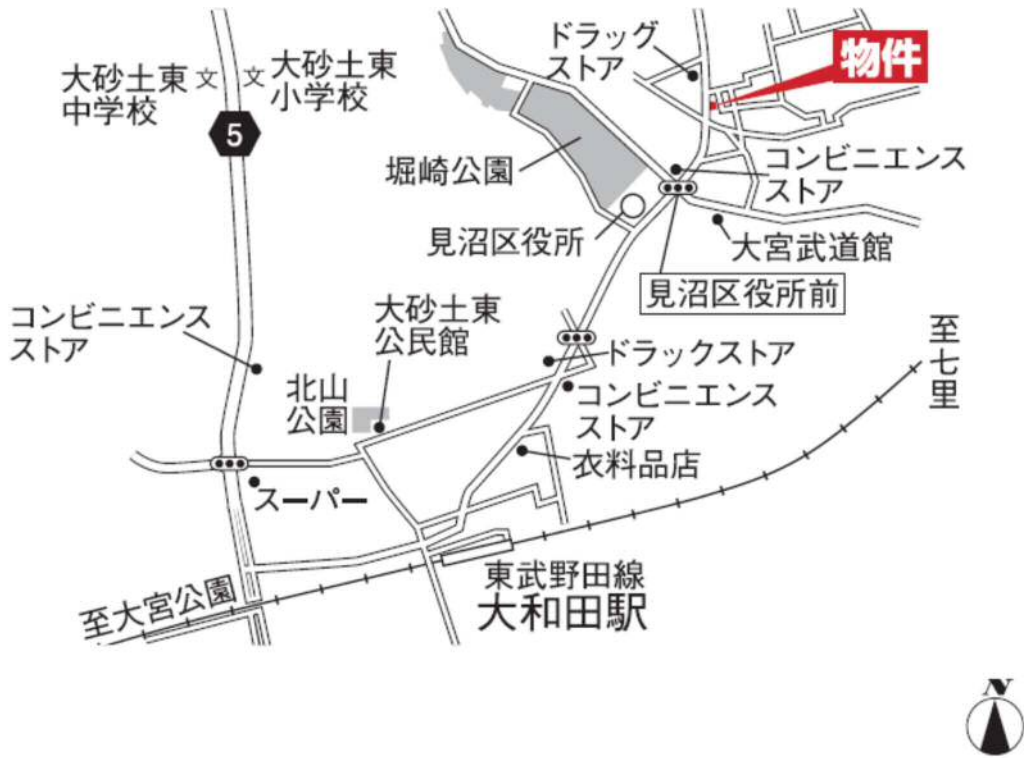 ドラッグ
ストア
物件
大砂土東
中学校
文
文
大砂土東
小学校
5
堀崎公園
コンビニエンス
ストア
見沼区役所
大宮武道館
見沼区役所前
コンビニエンス
ストア
大砂土東
公民館
至七里
ドラックストア
北山
公園
コンビニエンス
ストア
衣料品店
スーパー
東武野田線
大和田駅
至大宮公園
N